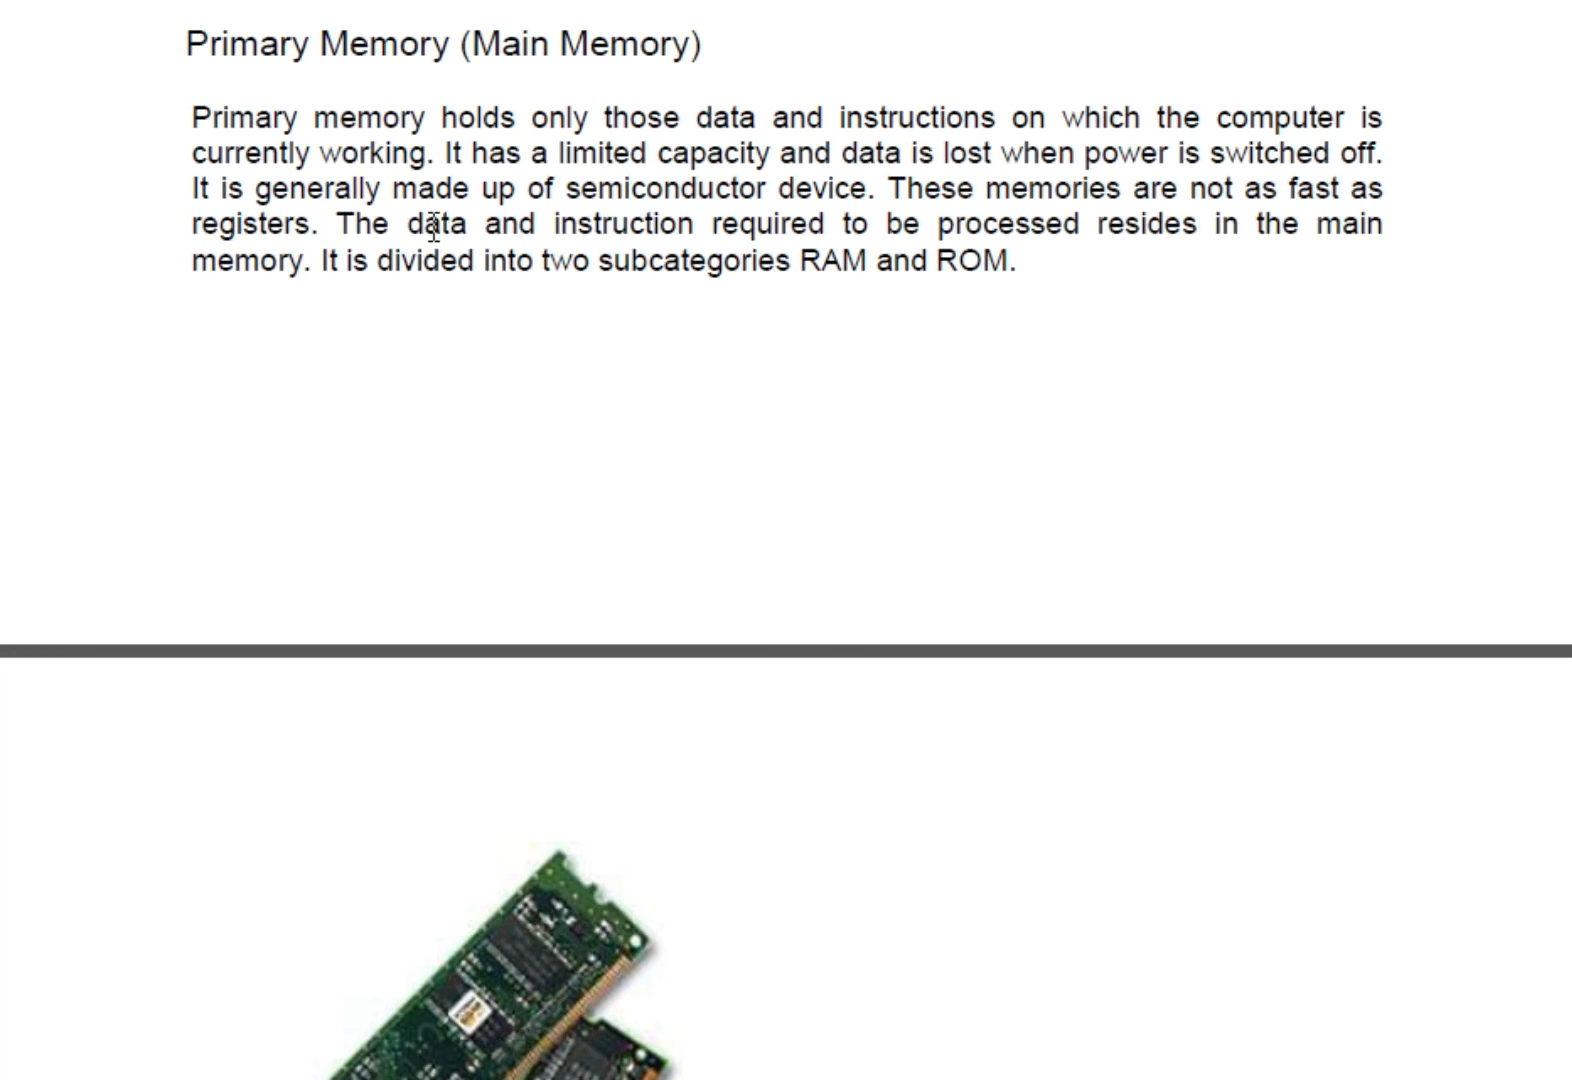 Primary Memory (Main Memory)
Primary memory holds only those data and instructions on which the computer is
currently working. It has a limited capacity and data is lost when power is switched off.
It is generally made up of semiconductor device. These memories are not as fast as
registers. The data and instruction required to be processed resides in the main
memory. It is divided into two subcategories RAM and ROM.